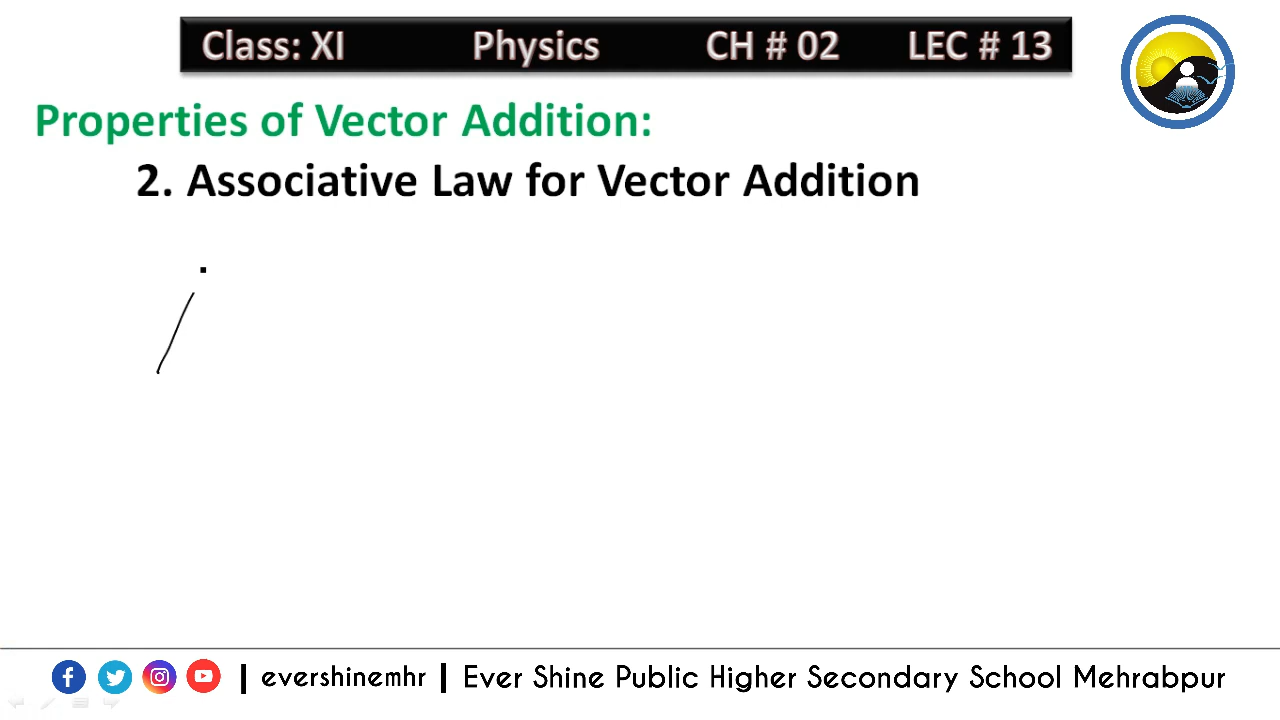 Class: XI Physics CH # 02 LEC # 13
Properties of Vector Addition:
2. Associative Law for Vector Addition
| evershinemhr | Ever Shine Public Higher Secondary School Mehrabpur